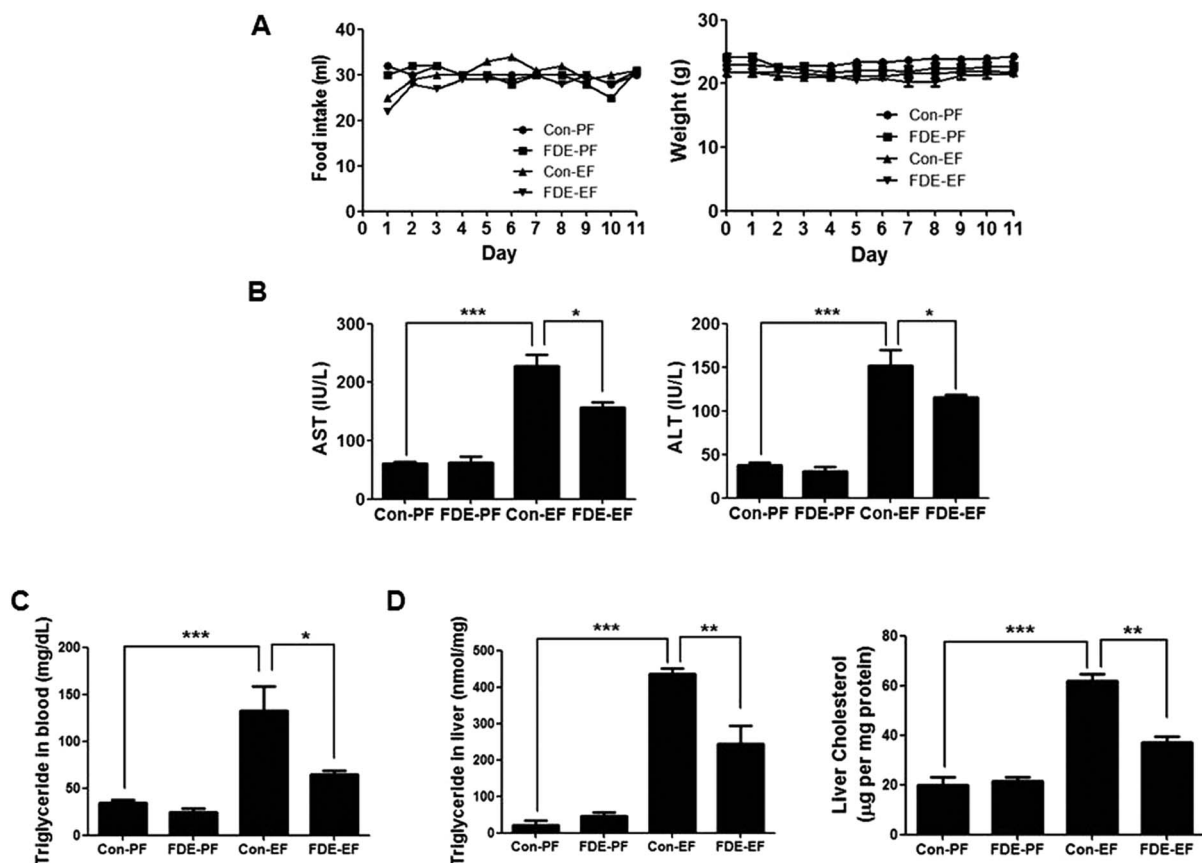 A
Food intake (ml)
40
30
20
10
0
0 1 2 3 4 5 6 7 8 9 10 11
Day
Con-PF
FDE-PF
Con-EF
FDE-EF
Weight (g)
30
20
10
0
0 1 2 3 4 5 6 7 8 9 10 11
Day
Con-PF
FDE-PF
Con-EF
FDE-EF
B
AST (IU/L)
300
200
100
0
*** *
Con-PF FDE-PF Con-EF FDE-EF
ALT (IU/L)
200
150
100
50
0
*** *
Con-PF FDE-PF Con-EF FDE-EF
C
Triglyceride in blood (mg/dL)
200
150
100
50
0
*** *
Con-PF FDE-PF Con-EF FDE-EF
D
Triglyceride in liver (nmol/mg)
500
400
300
200
100
0
*** **
Con-PF FDE-PF Con-EF FDE-EF
Liver Cholesterol
(μg per mg protein)
80
60
40
20
0
*** **
Con-PF FDE-PF Con-EF FDE-EF